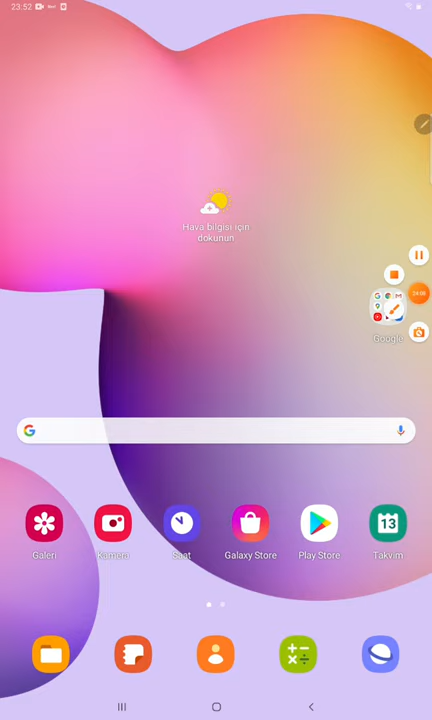 23:52
Hava bilgisi için
dokunun
Google
Galeri
Kamera
Saat
Galaxy Store
Play Store
13
Takvim